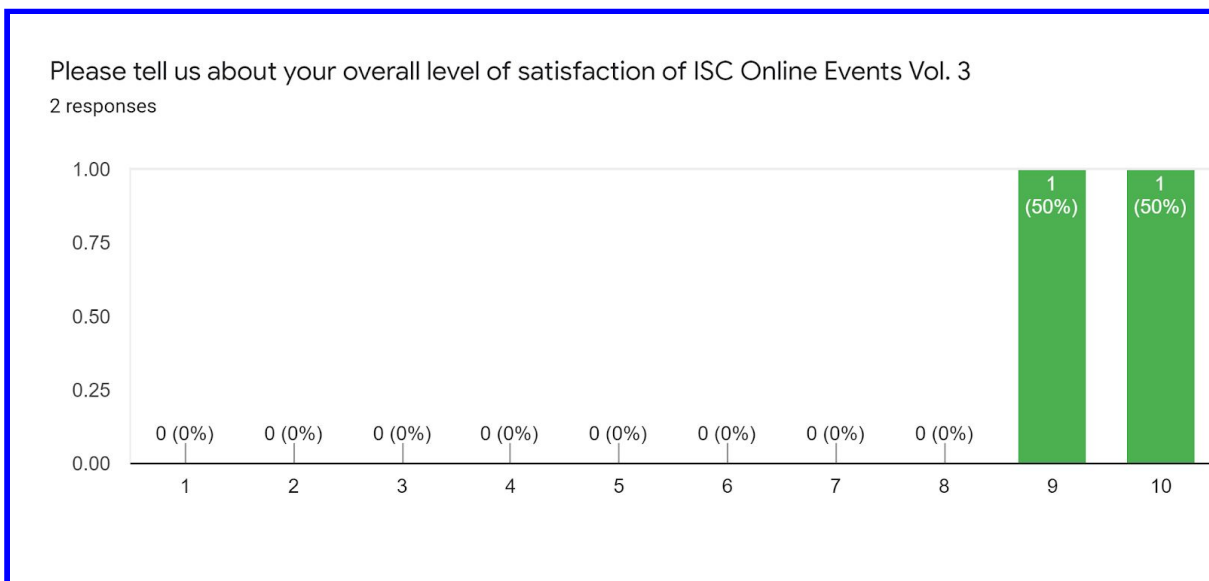 Please tell us about your overall level of satisfaction of ISC Online Events Vol. 3
2 responses
1.00
0.75
0.50
0.25
0.00
0 (0%) 0 (0%) 0 (0%) 0 (0%) 0 (0%) 0 (0%) 0 (0%) 0 (0%)
1
(50%)
1
(50%)
1 2 3 4 5 6 7 8 9 10